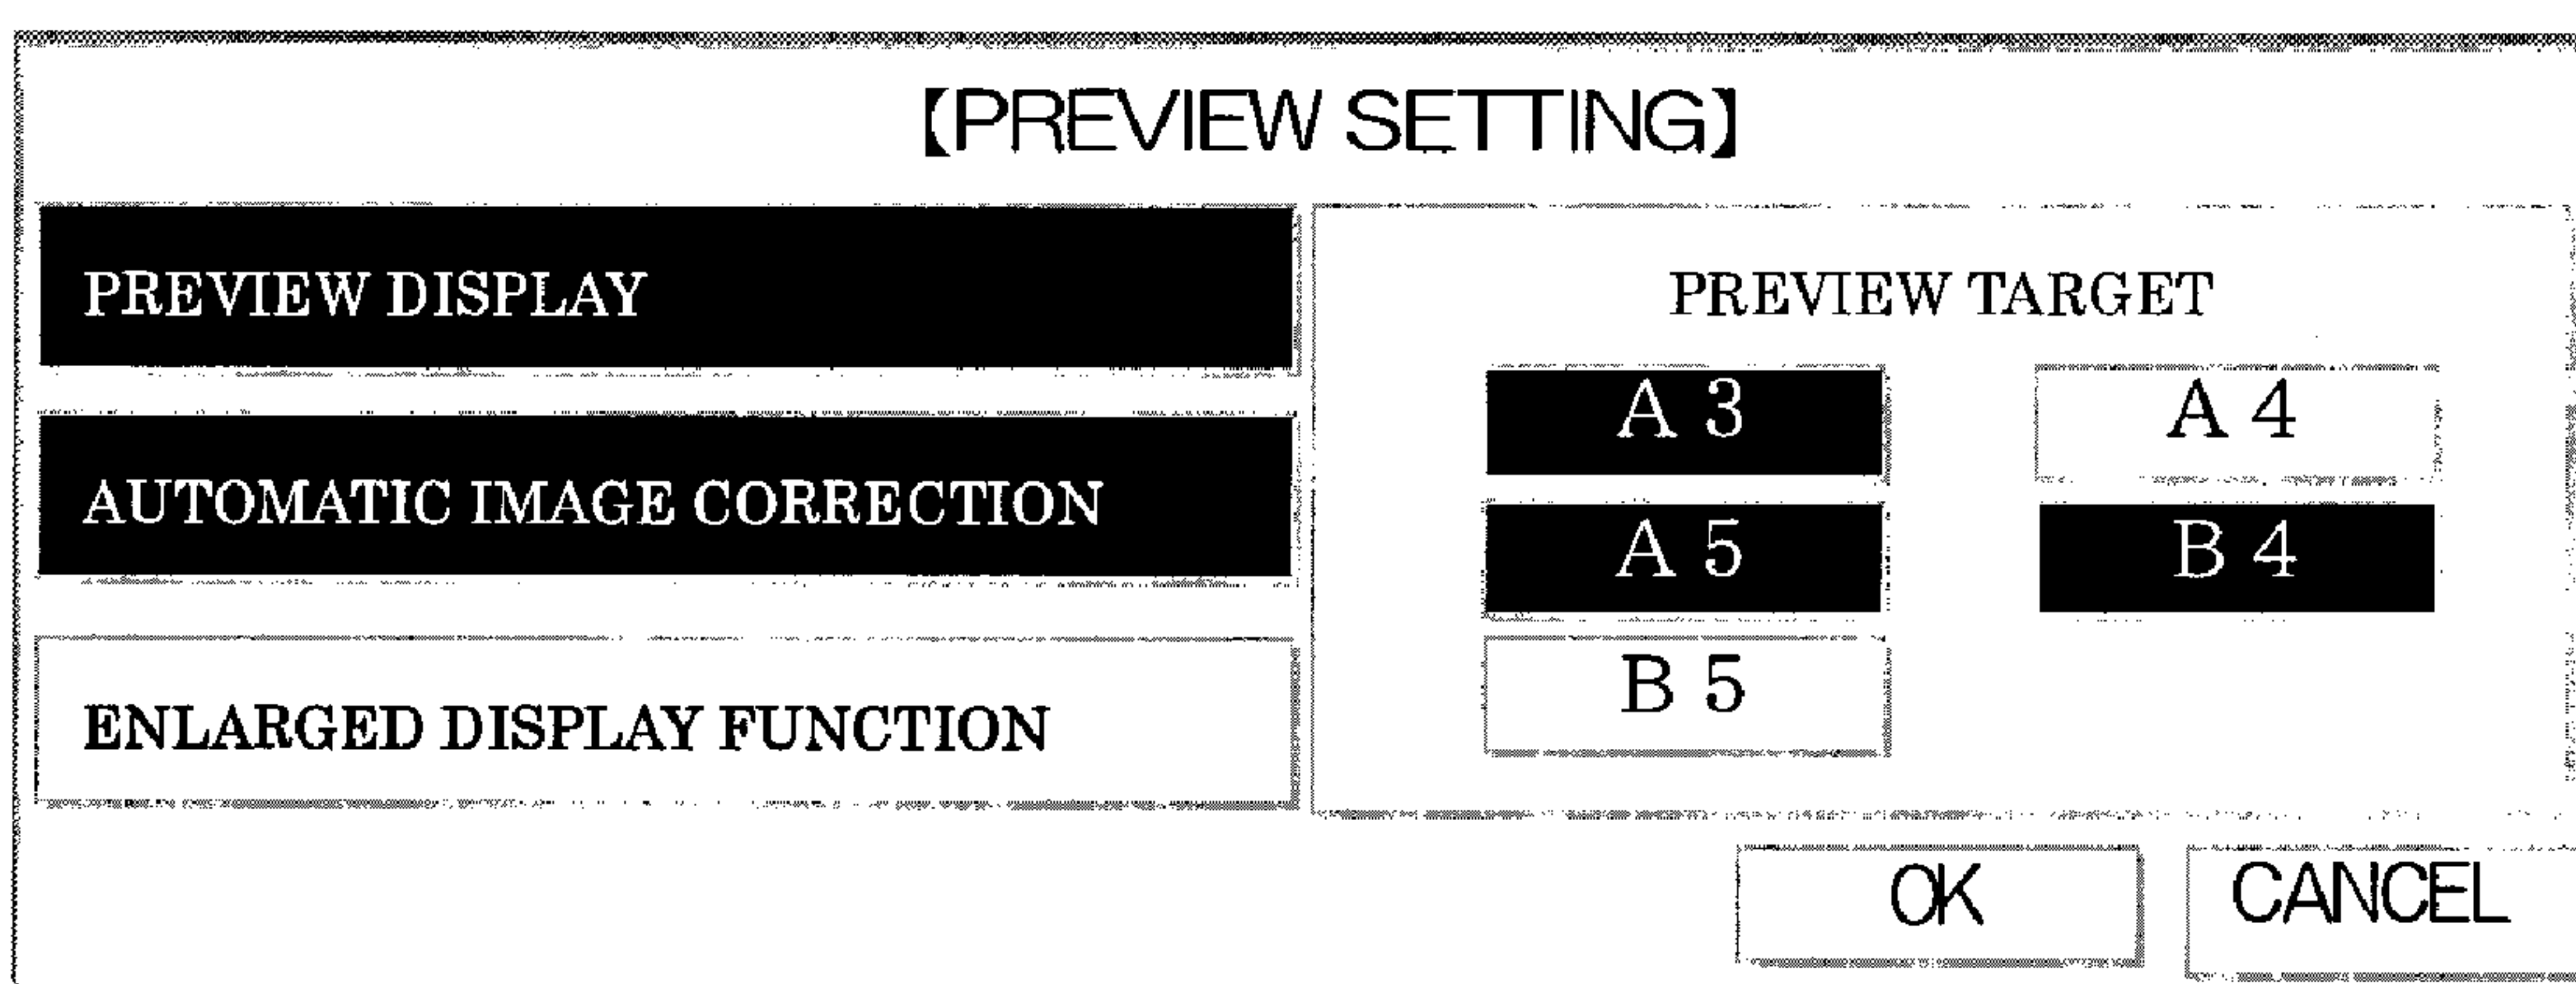 【PREVIEW SETTING】
PREVIEW DISPLAY
AUTOMATIC IMAGE CORRECTION
ENLARGED DISPLAY FUNCTION
PREVIEW TARGET
A 3 A 4
A 5 B 4
B 5
OK CANCEL